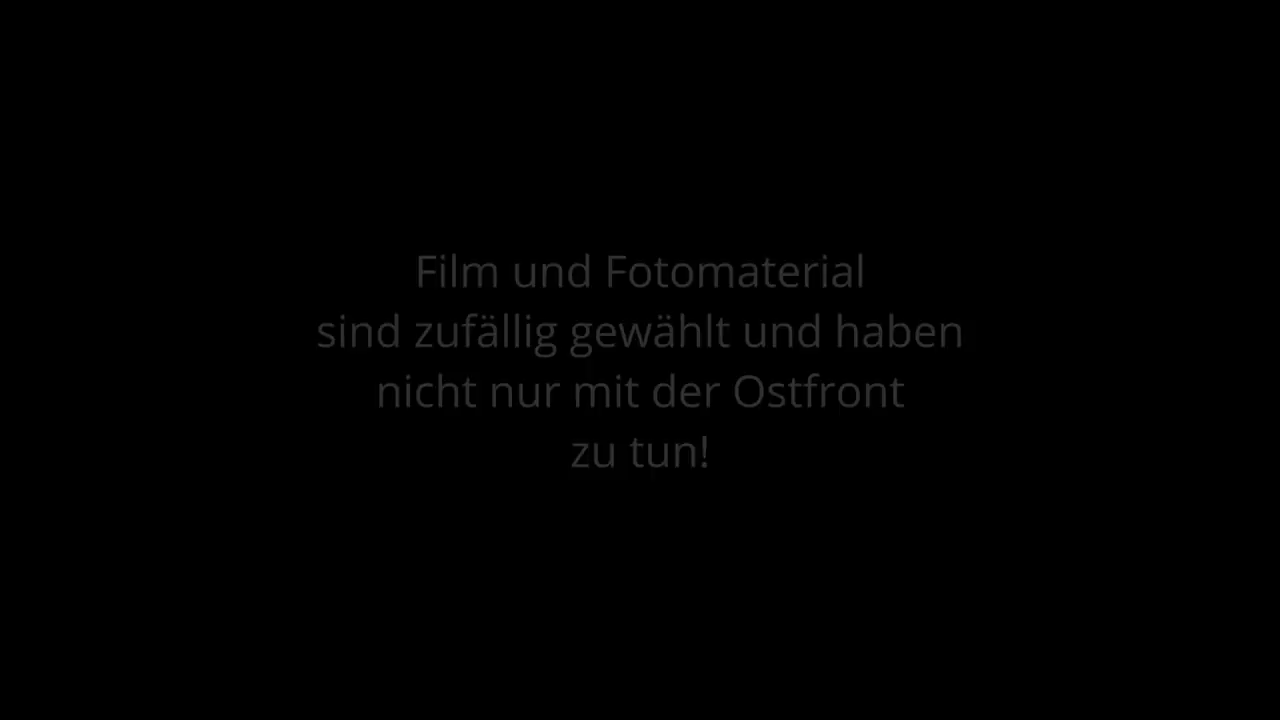 Film und Fotomaterial
sind zufällig gewählt und haben
nicht nur mit der Ostfront
zu tun!